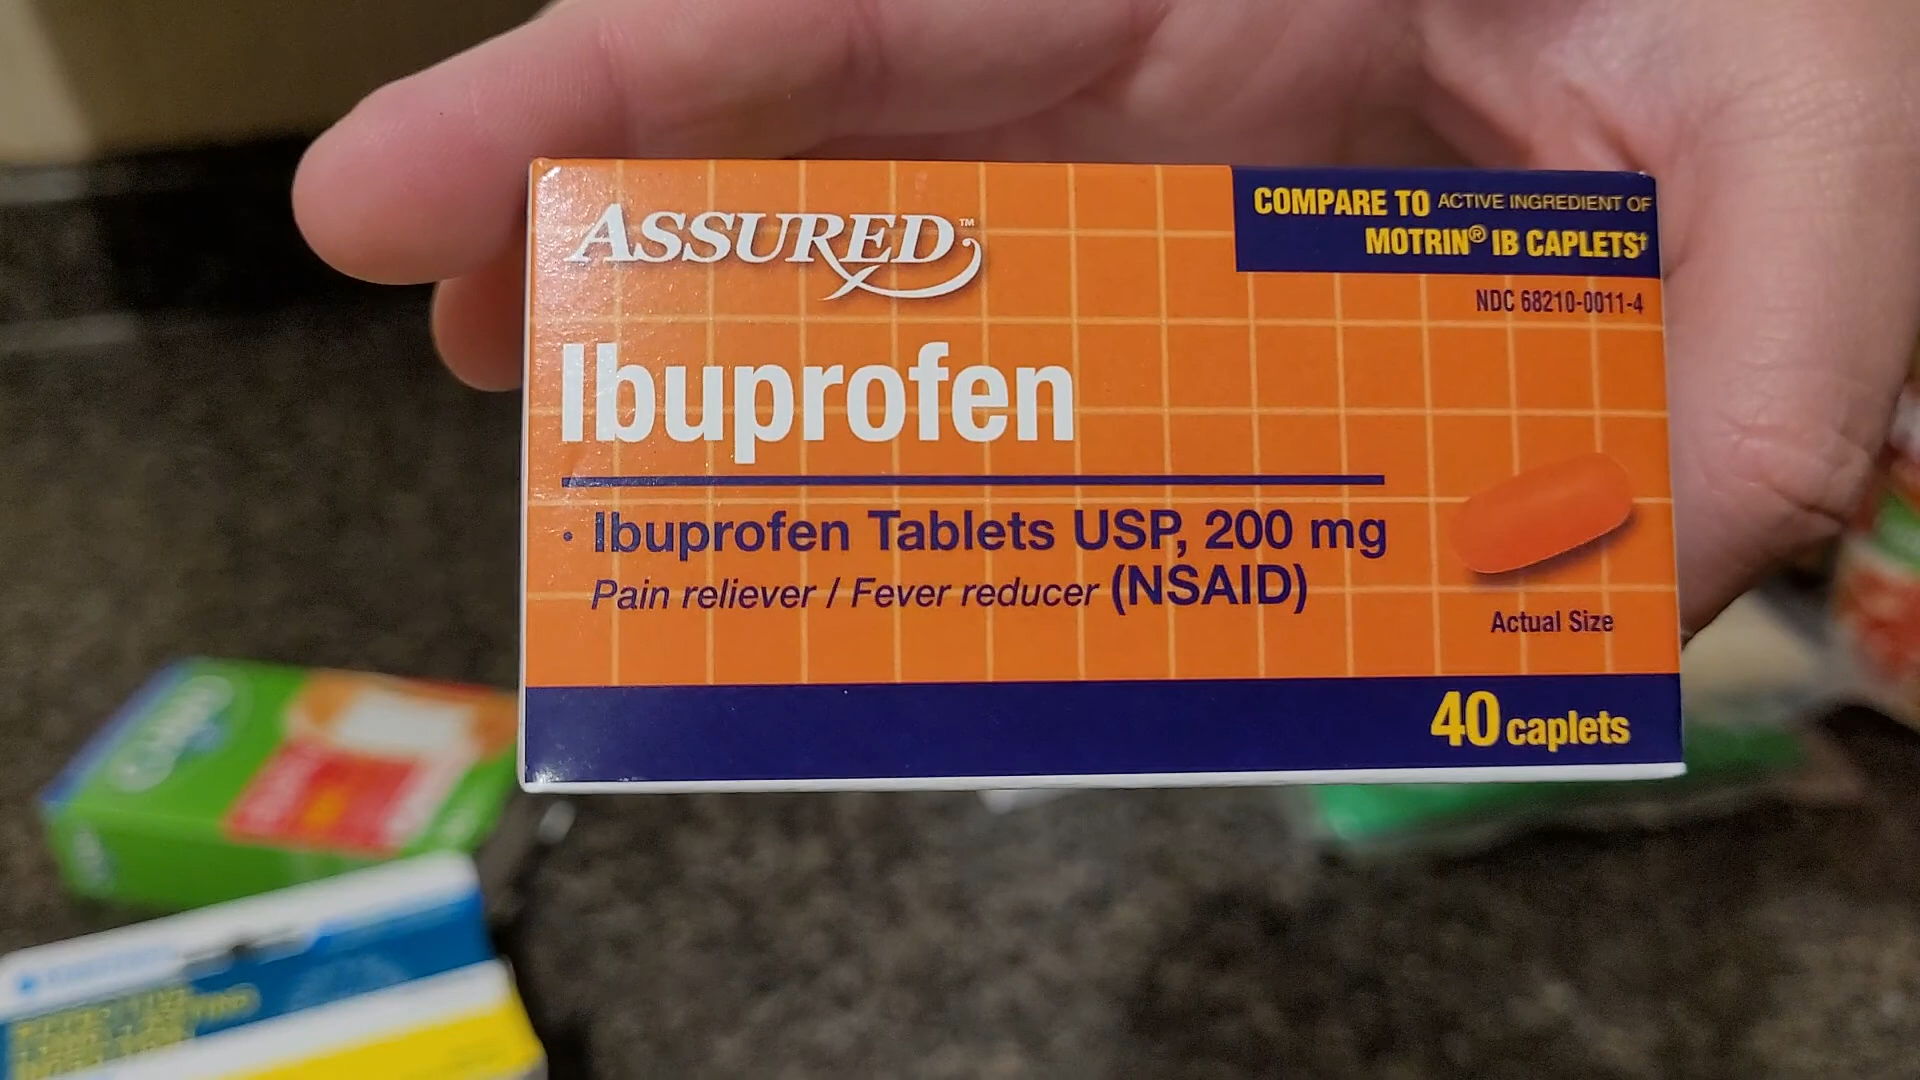 ASSURED™
COMPARE TO ACTIVE INGREDIENT OF
MOTRIN® IB CAPLETS†
NDC 68210-0011-4
Ibuprofen
· Ibuprofen Tablets USP, 200 mg
Pain reliever / Fever reducer (NSAID)
Actual Size
40 caplets